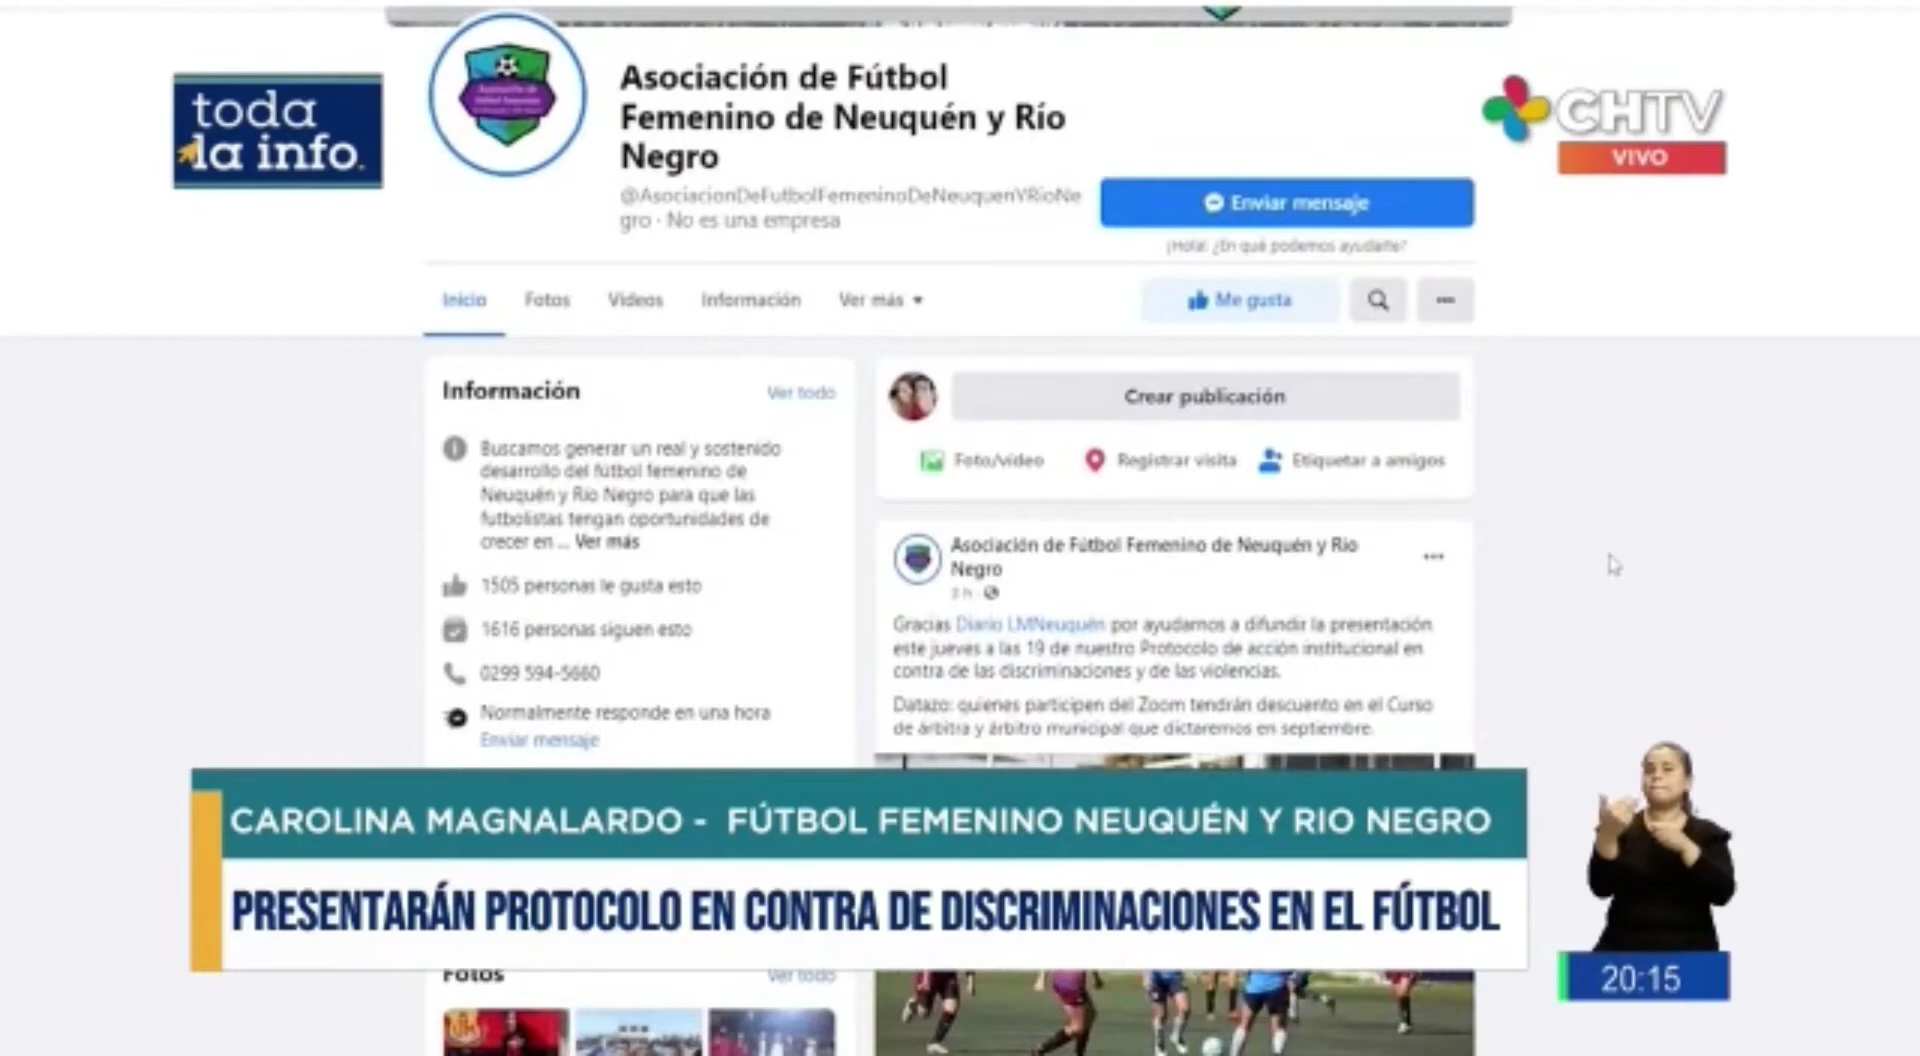 toda
la info.
Asociación de Fútbol
Femenino de Neuquén y Río
Negro
@AsociacionDeFutbolFemeninoDeNeuquenYRioNe
gro · No es una empresa
CHTV
VIVO
Enviar mensaje
¡Hola! ¿En qué podemos ayudarte?
Inicio Fotos Videos Información Ver más
Me gusta
Información Ver todo
Buscamos generar un real y sostenido
desarrollo del fútbol femenino de
Neuquén y Río Negro para que las
futbolistas tengan oportunidades de
crecer en ... Ver más
1505 personas le gusta esto
1616 personas siguen esto
0299 594-5660
Normalmente responde en una hora
Enviar mensaje
Crear publicación
Foto/video Registrar visita Etiquetar a amigos
Asociación de Fútbol Femenino de Neuquén y Río
Negro
3 h
Gracias Diario LMNeuquén por ayudarnos a difundir la presentación
este jueves a las 19 de nuestro Protocolo de acción institucional en
contra de las discriminaciones y de las violencias.
Datazo: quienes participen del Zoom tendrán descuento en el Curso
de árbitra y árbitro municipal que dictaremos en septiembre.
CAROLINA MAGNALARDO - FÚTBOL FEMENINO NEUQUÉN Y RIO NEGRO
PRESENTARÁN PROTOCOLO EN CONTRA DE DISCRIMINACIONES EN EL FÚTBOL
Fotos Ver todo
20:15